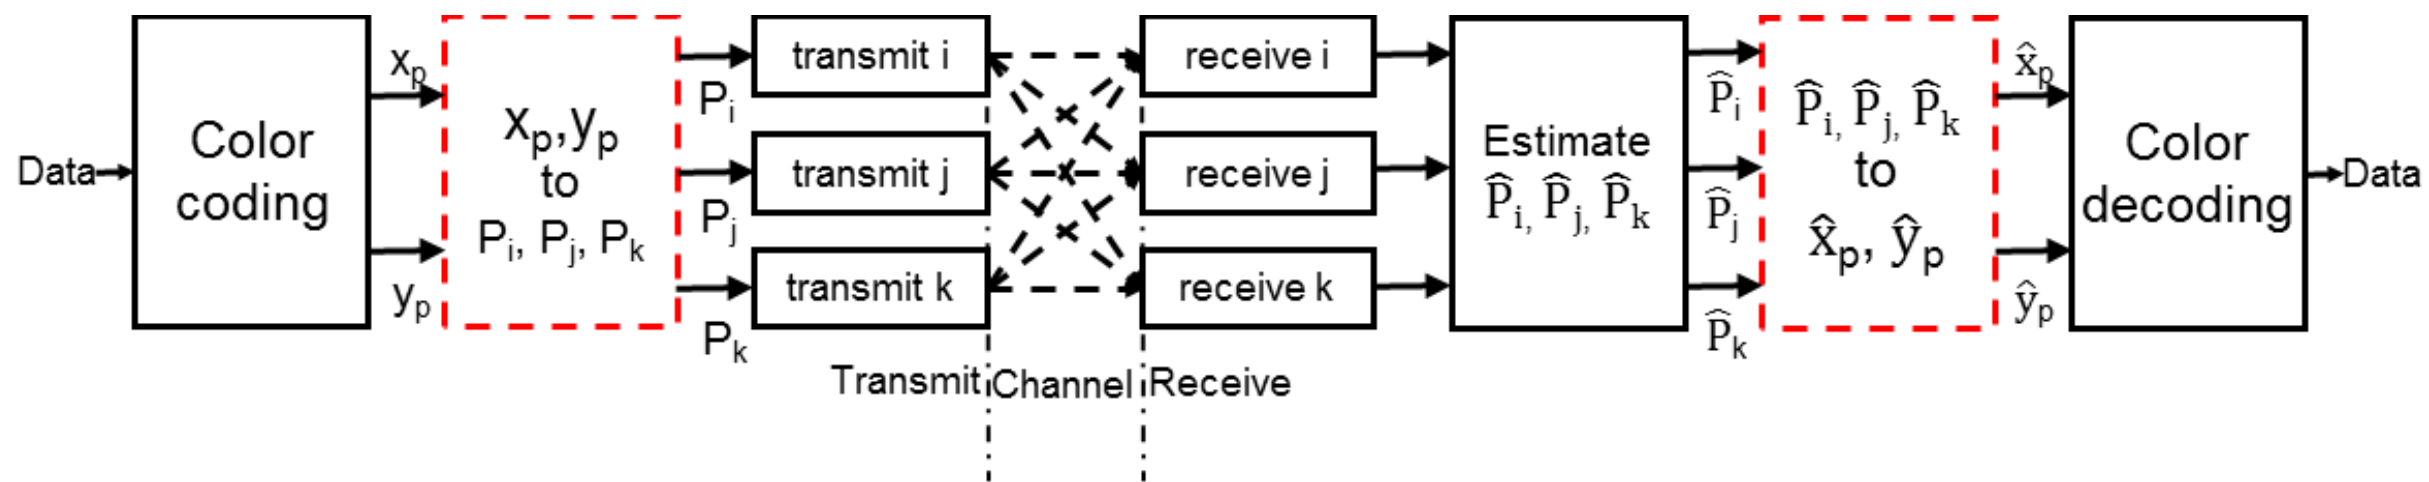 Data
Color
coding
xₚ
yₚ
xₚ,yₚ
to
Pᵢ, Pⱼ, Pₖ
Pᵢ
Pⱼ
Pₖ
transmit i
transmit j
transmit k
Transmit
Channel
Receive
receive i
receive j
receive k
Estimate
P̂ᵢ, P̂ⱼ, P̂ₖ
P̂ᵢ
P̂ⱼ
P̂ₖ
P̂ᵢ, P̂ⱼ, P̂ₖ
to
x̂ₚ, ŷₚ
x̂ₚ
ŷₚ
Color
decoding
Data